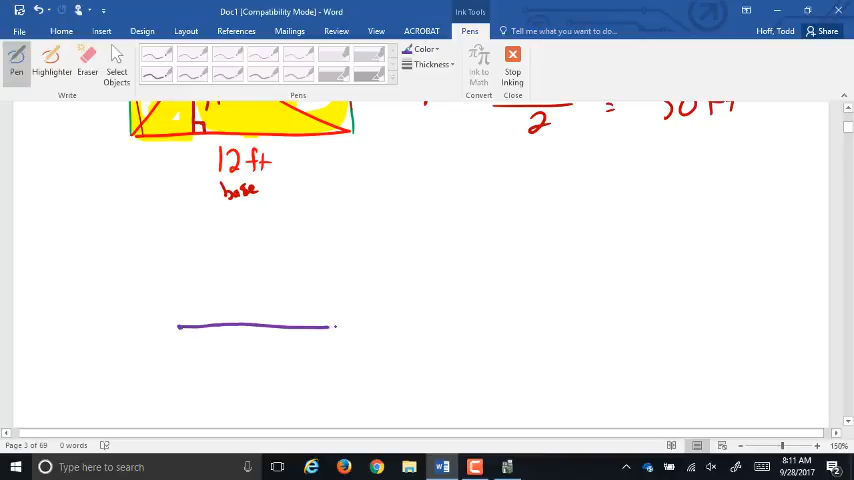 Doc1 [Compatibility Mode] - Word
Ink Tools
Hoff, Todd
File Home Insert Design Layout References Mailings Review View ACROBAT Pens Tell me what you want to do... Share
Pen Highlighter Eraser Select Objects
Color
Thickness
Ink to Math
Stop Inking
Write Pens Convert Close
2 =
12 ft
base
Page 3 of 69 0 words 150%
Type here to search
8:11 AM
9/28/2017
2